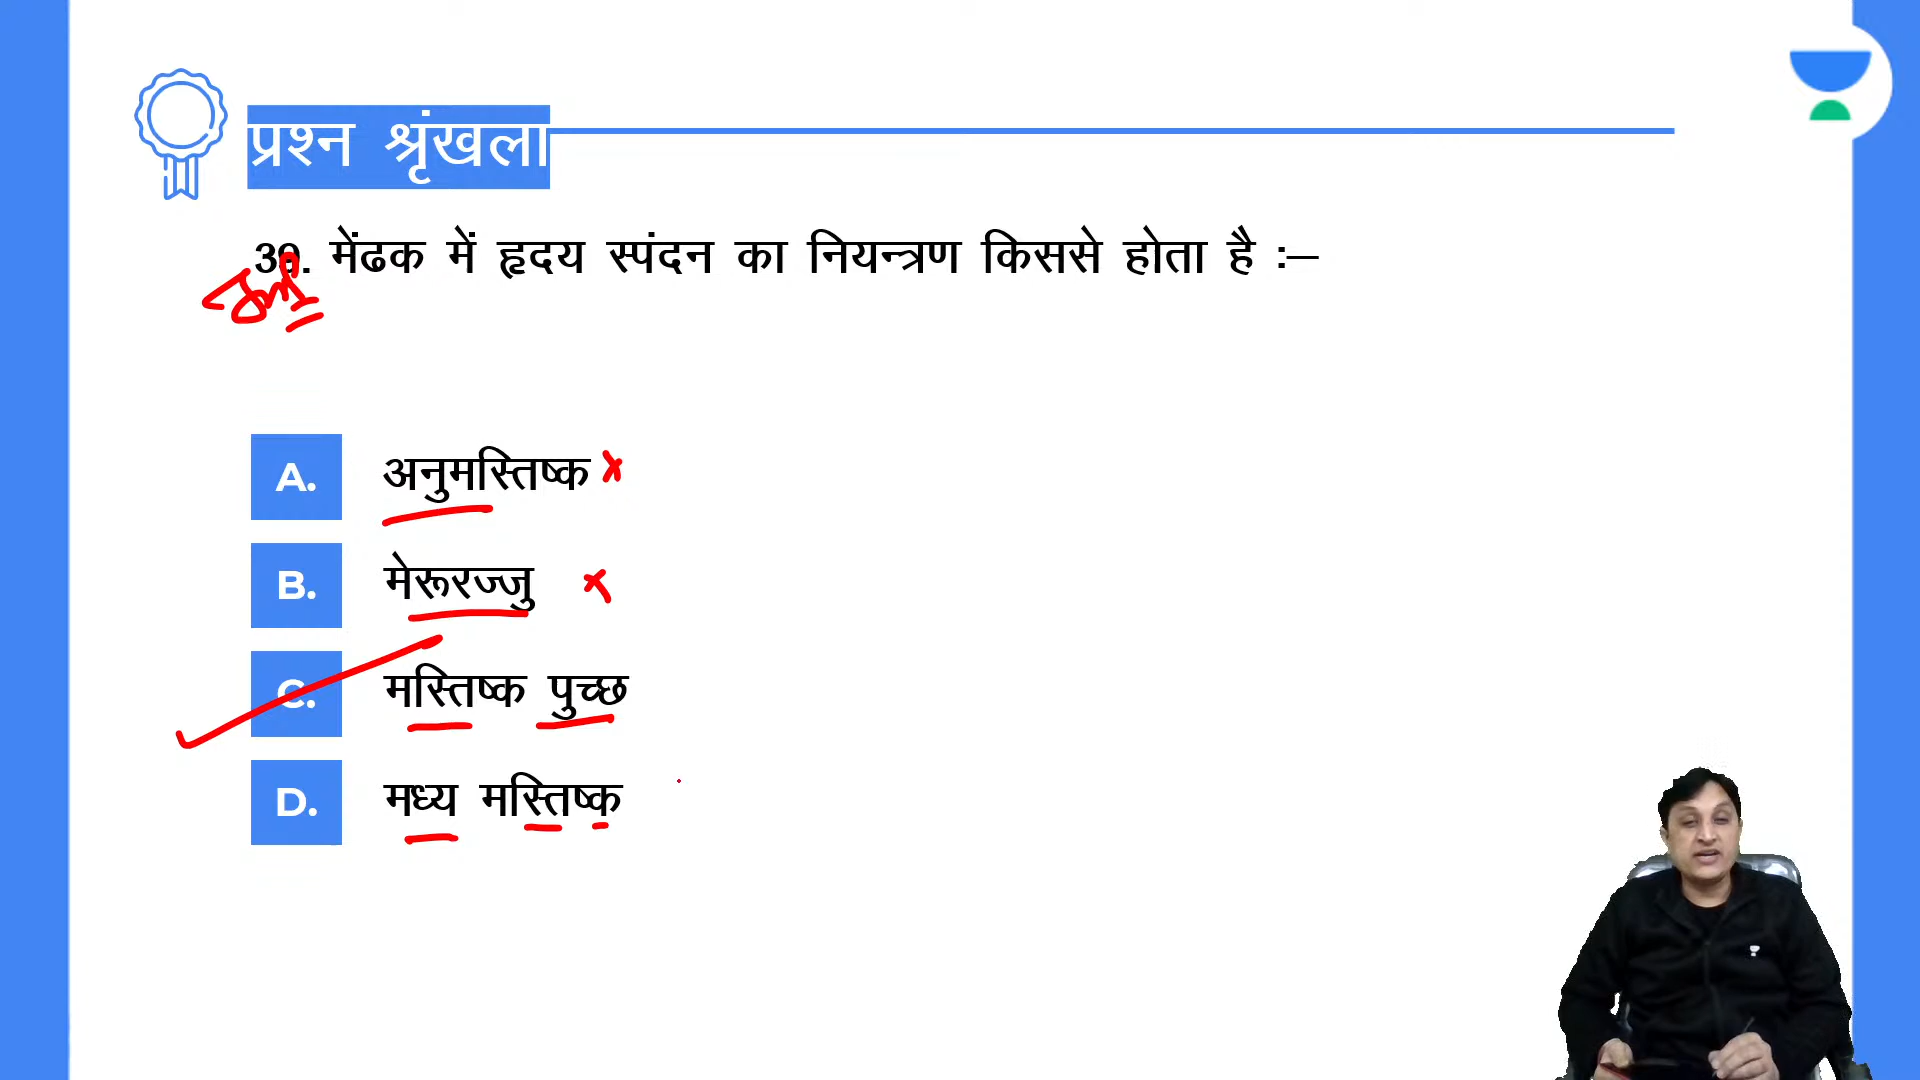 प्रश्न श्रृंखला
30. मेंढक में हृदय स्पंदन का नियन्त्रण किससे होता है :–
A. अनुमस्तिष्क
B. मेरूरज्जु
C. मस्तिष्क पुच्छ
D. मध्य मस्तिष्क